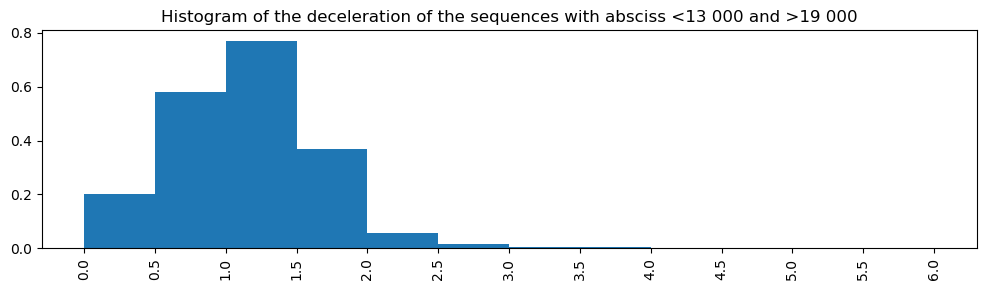 Histogram of the deceleration of the sequences with absciss <13 000 and >19 000
0.8
0.6
0.4
0.2
0.0
0.0 0.5 1.0 1.5 2.0 2.5 3.0 3.5 4.0 4.5 5.0 5.5 6.0